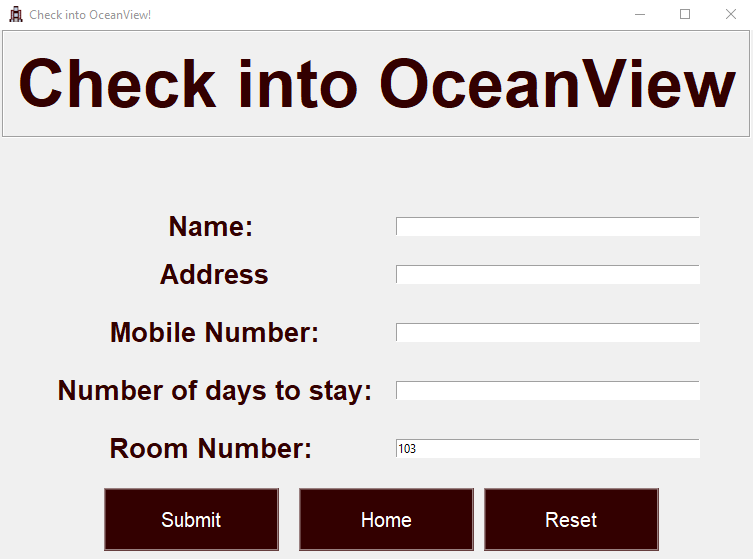 Check into OceanView!
Check into OceanView
Name:
Address
Mobile Number:
Number of days to stay:
Room Number: 103
Submit Home Reset